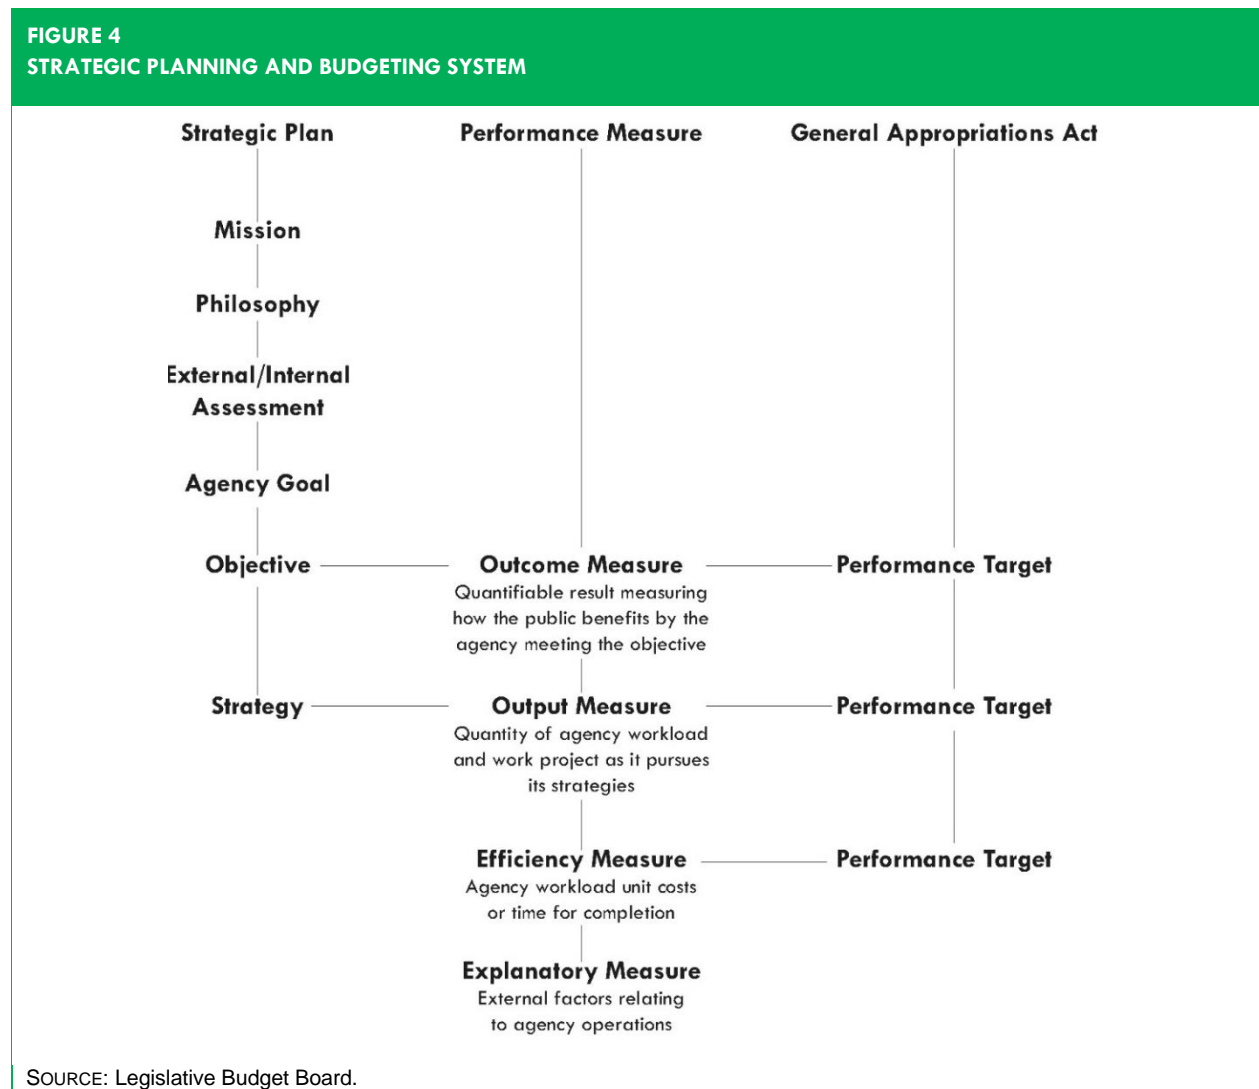 FIGURE 4
STRATEGIC PLANNING AND BUDGETING SYSTEM
Strategic Plan
Performance Measure
General Appropriations Act
Mission
Philosophy
External/Internal
Assessment
Agency Goal
Objective
Outcome Measure
Performance Target
Quantifiable result measuring
how the public benefits by the
agency meeting the objective
Strategy
Output Measure
Performance Target
Quantity of agency workload
and work project as it pursues
its strategies
Efficiency Measure
Performance Target
Agency workload unit costs
or time for completion
Explanatory Measure
External factors relating
to agency operations
SOURCE: Legislative Budget Board.